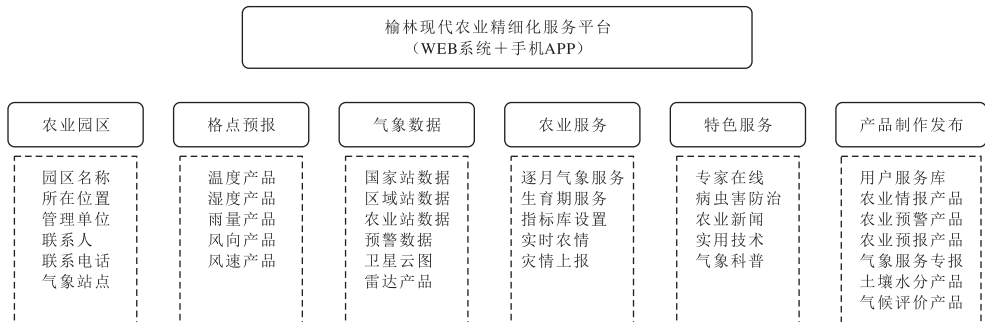 榆林现代农业精细化服务平台
（WEB系统＋手机APP）
农业园区
格点预报
气象数据
农业服务
特色服务
产品制作发布
园区名称
所在位置
管理单位
联系人
联系电话
气象站点
温度产品
湿度产品
雨量产品
风向产品
风速产品
国家站数据
区域站数据
农业站数据
预警数据
卫星云图
雷达产品
逐月气象服务
生育期服务
指标库设置
实时农情
灾情上报
专家在线
病虫害防治
农业新闻
实用技术
气象科普
用户服务库
农业情报产品
农业预警产品
农业预报产品
气象服务专报
土壤水分产品
气候评价产品